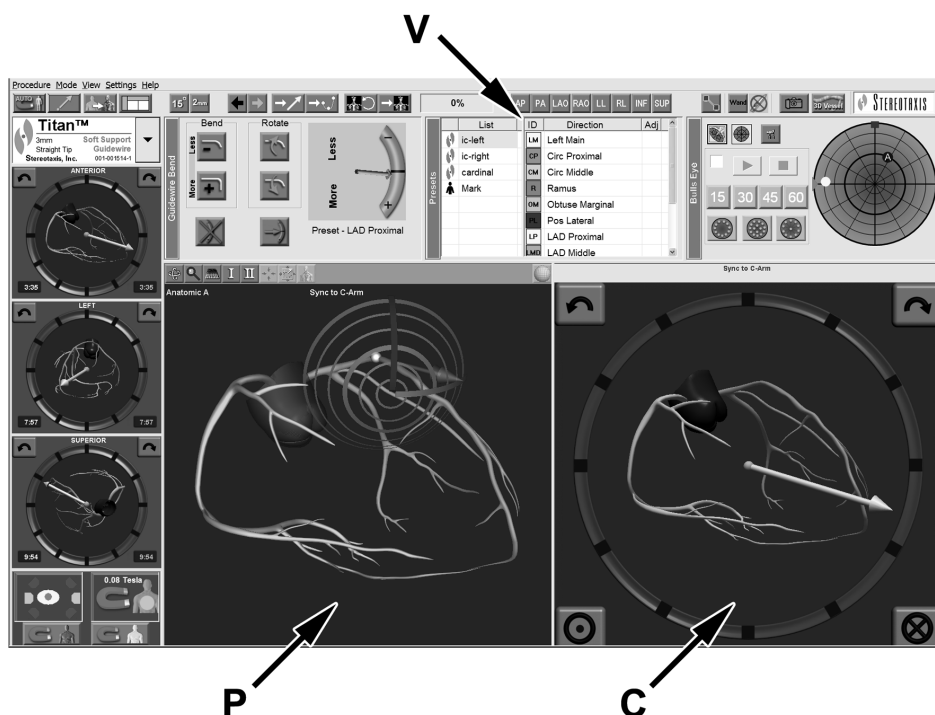 V
Procedure Mode View Settings Help
AUTO
15° 2mm
0%
AP PA LAO RAO LL RL INF SUP
Wand
3D Vessel
STEREOTAXIS
Titan™
3mm Soft Support
Straight Tip Guidewire
Stereotaxis, Inc. 001-001514-1
Guidewire Bend
Bend
Rotate
Less
More
Less
More
Preset - LAD Proximal
Presets
List
ic-left
ic-right
cardinal
Mark
ID Direction Adj
LM Left Main
CP Circ Proximal
CM Circ Middle
R Ramus
OM Obtuse Marginal
PL Pos Lateral
LP LAD Proximal
LMD LAD Middle
Bulls Eye
A
15 30 45 60
ANTERIOR
3:35 3:35
LEFT
7:57 7:57
SUPERIOR
9:54 9:54
0.08 Tesla
I II
Anatomic A Sync to C-Arm
Sync to C-Arm
P
C